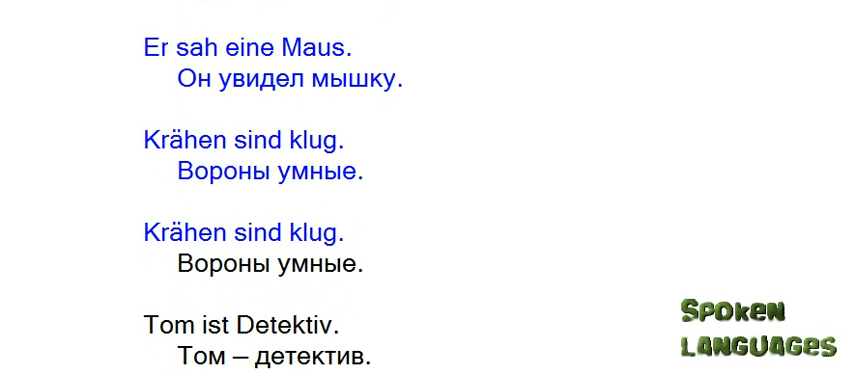 Er sah eine Maus.
Он увидел мышку.
Krähen sind klug.
Вороны умные.
Krähen sind klug.
Вороны умные.
Tom ist Detektiv.
Том – детектив.
Spoken
Languages